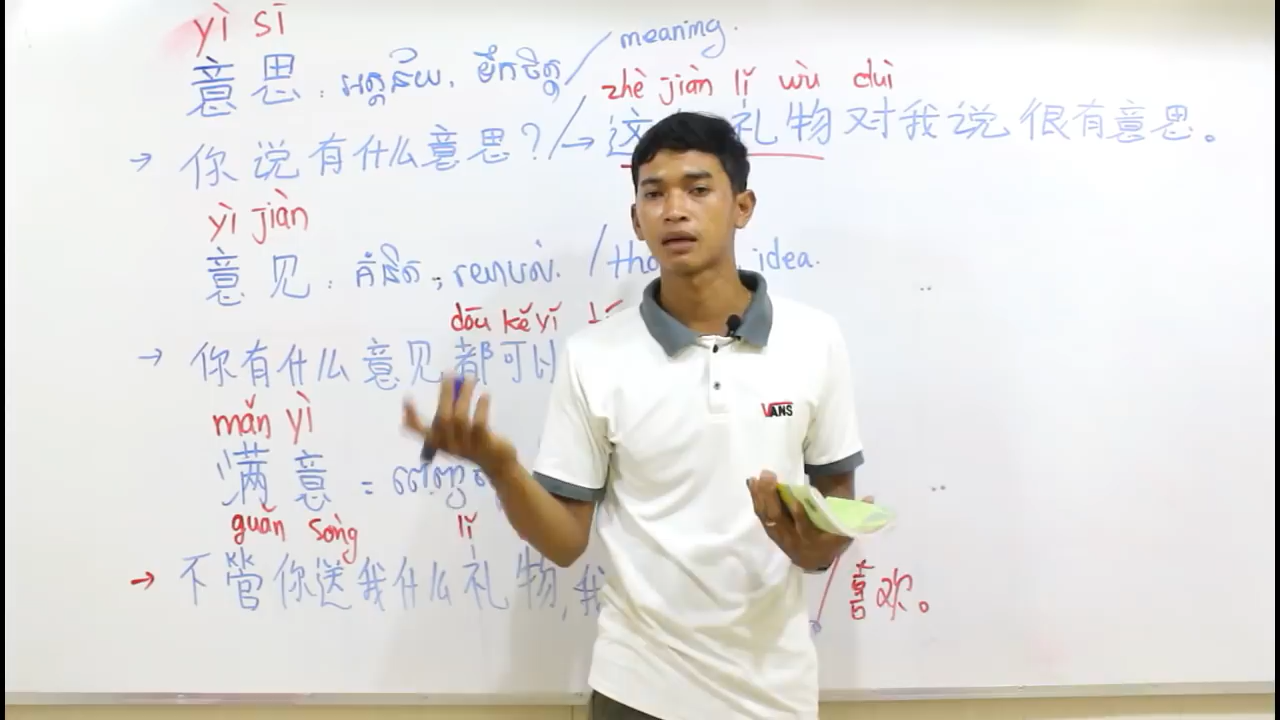 yì sī
意思: អត្ថន័យ, ទឹកចិត្ត / meaning.
zhè jiàn lǐ wù duì
→ 你说有什么意思? / → 这 礼物对我说很有意思。
yì jiàn
意见: គំនិត, យោបល់. / idea.
dōu kě yǐ
→ 你有什么意见都可以
mǎn yì
满意 =
guǎn sòng lǐ
→ 不管你送我什么礼物, 我 / 喜欢。
VANS